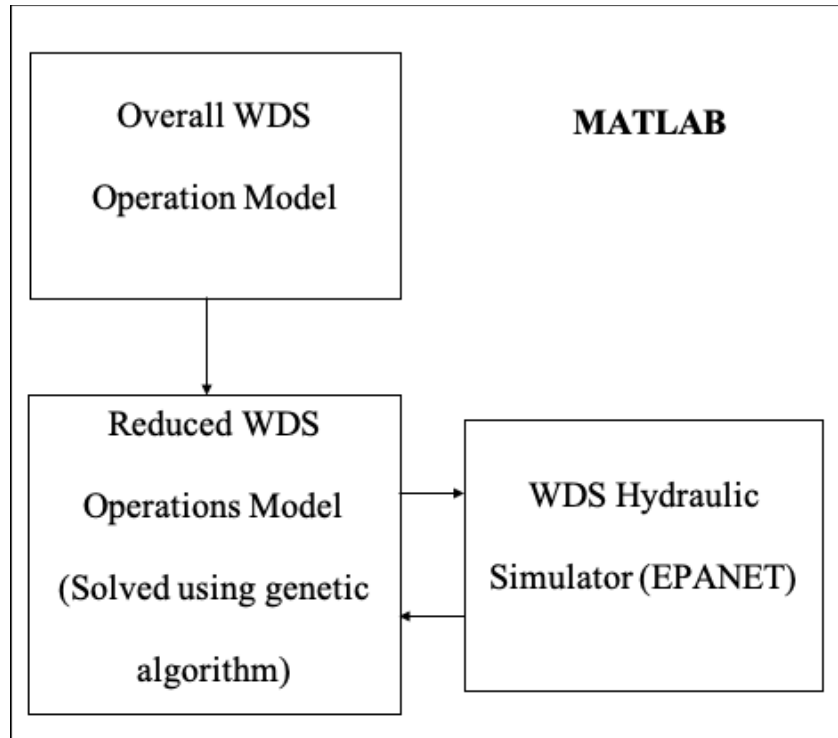 Overall WDS
Operation Model
MATLAB
Reduced WDS
Operations Model
(Solved using genetic
algorithm)
WDS Hydraulic
Simulator (EPANET)